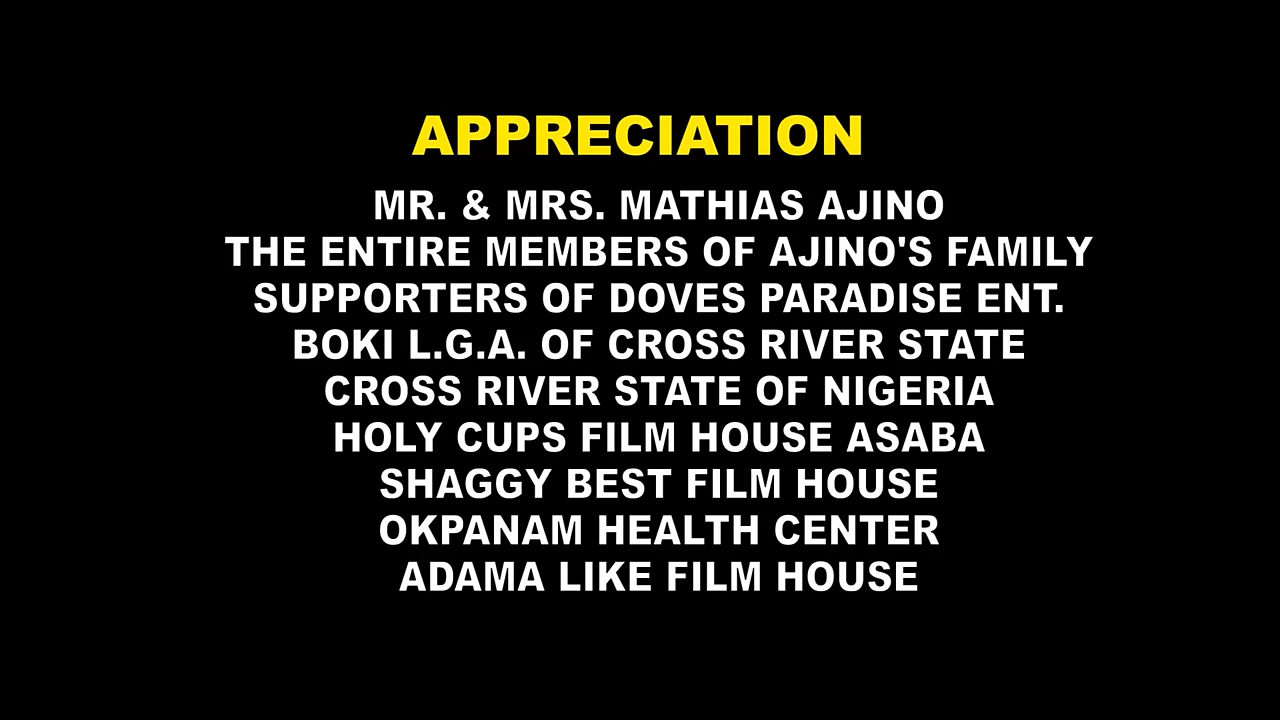 APPRECIATION
MR. & MRS. MATHIAS AJINO
THE ENTIRE MEMBERS OF AJINO'S FAMILY
SUPPORTERS OF DOVES PARADISE ENT.
BOKI L.G.A. OF CROSS RIVER STATE
CROSS RIVER STATE OF NIGERIA
HOLY CUPS FILM HOUSE ASABA
SHAGGY BEST FILM HOUSE
OKPANAM HEALTH CENTER
ADAMA LIKE FILM HOUSE